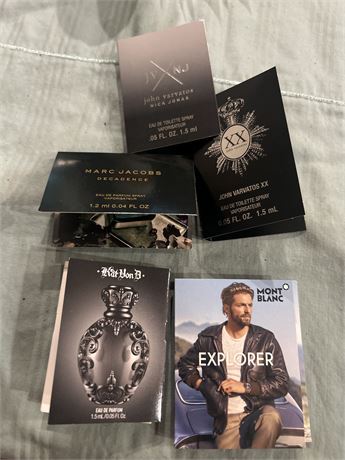 JV NJ
john varvatos
NICK JONAS
EAU DE TOILETTE SPRAY
VAPORISATEUR
.05 FL. OZ. 1.5 ml
XX
JOHN VARVATOS XX
EAU DE TOILETTE SPRAY
VAPORISATEUR
.05 FL. OZ. 1.5 mL
MARC JACOBS
DECADENCE
EAU DE PARFUM SPRAY
VAPORISATEUR
1.2 ml 0.04 FL OZ
Kat Von D
EAU DE PARFUM
1.5 mL/0.05 Fl. Oz
MONT
BLANC
EXPLORER